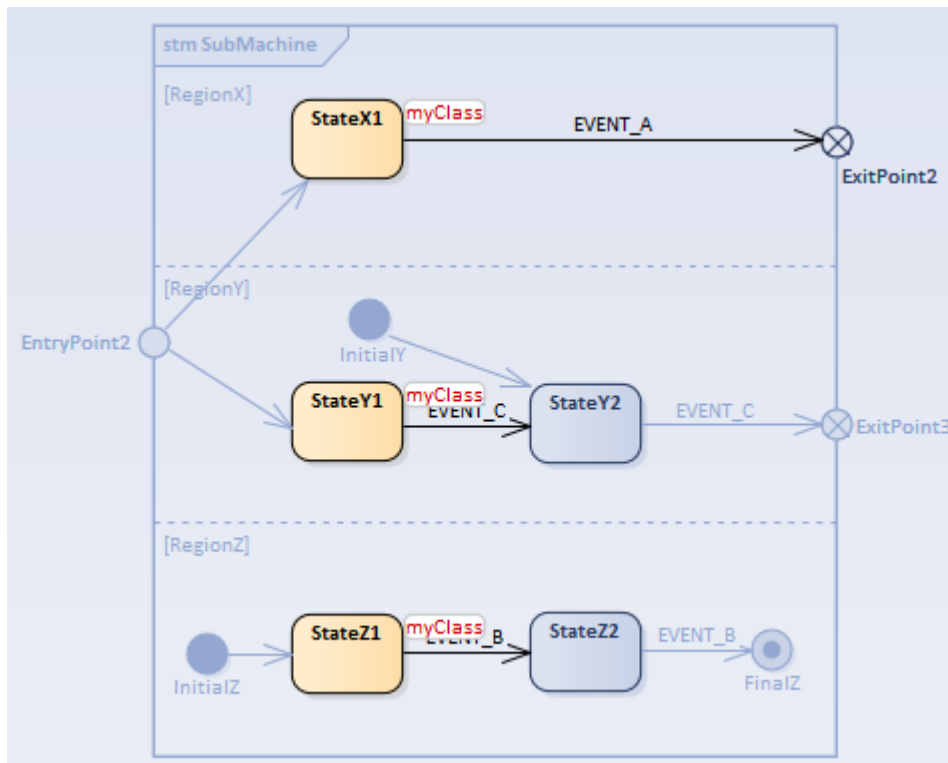 stm SubMachine
[RegionX]
StateX1
myClass
EVENT_A
ExitPoint2
[RegionY]
EntryPoint2
InitialY
StateY1
myClass
EVENT_C
StateY2
EVENT_C
ExitPoint3
[RegionZ]
StateZ1
myClass
EVENT_B
StateZ2
EVENT_B
InitialZ
FinalZ